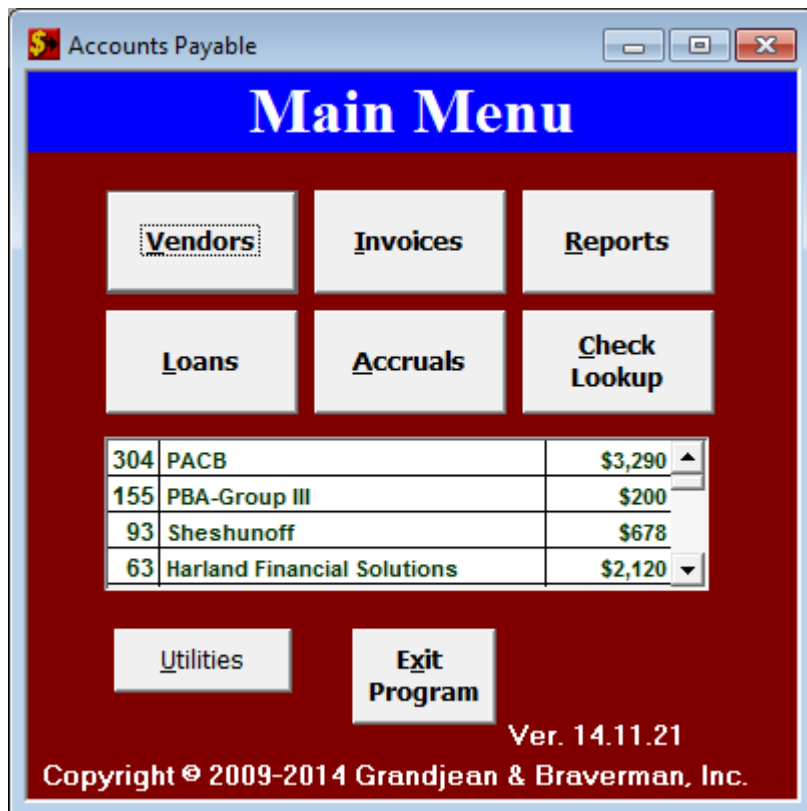 Accounts Payable
Main Menu
Vendors Invoices Reports
Loans Accruals Check Lookup
304 PACB $3,290
155 PBA-Group III $200
93 Sheshunoff $678
63 Harland Financial Solutions $2,120
Utilities Exit Program
Ver. 14.11.21
Copyright © 2009-2014 Grandjean & Braverman, Inc.